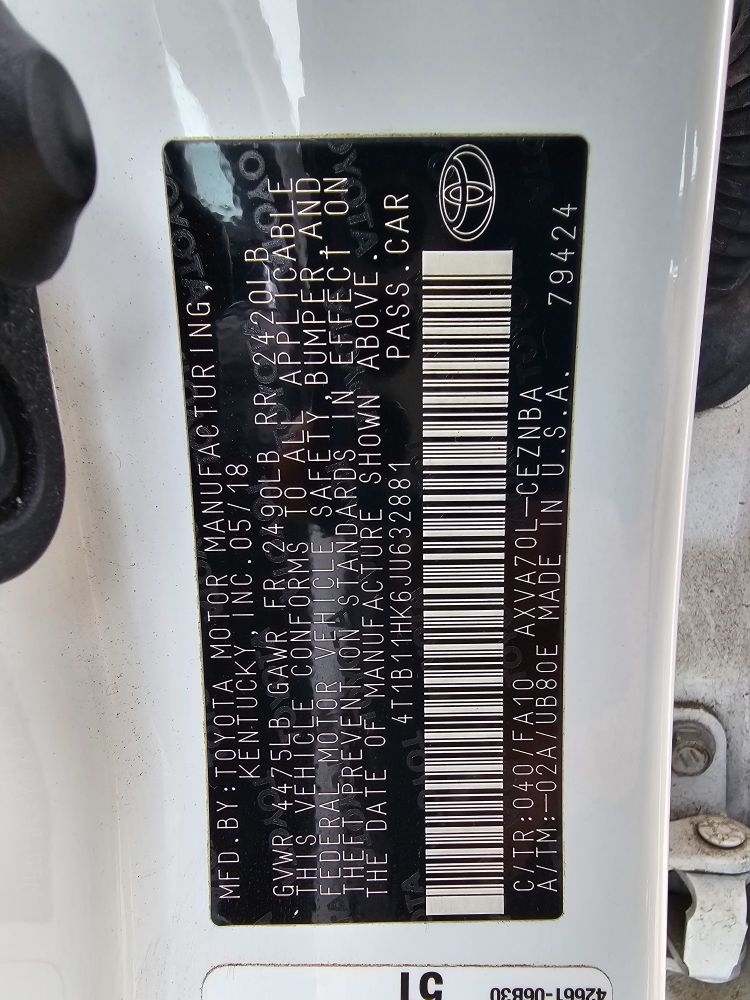 MFD.BY:TOYOTA MOTOR MANUFACTURING,
KENTUCKY, INC.05/18
GVWR 4475LB GAWR FR 2490LB RR 2420LB
THIS VEHICLE CONFORMS TO ALL APPLICABLE
FEDERAL MOTOR VEHICLE SAFETY, BUMPER, AND
THEFT PREVENTION STANDARDS IN EFFECT ON
THE DATE OF MANUFACTURE SHOWN ABOVE.
4T1B11HK6JU632881 PASS.CAR
C/TR:040/FA10 AXVA70L-CEZNBA
A/TM:-02A/UB80E MADE IN U.S.A. 79424
42661-06B30